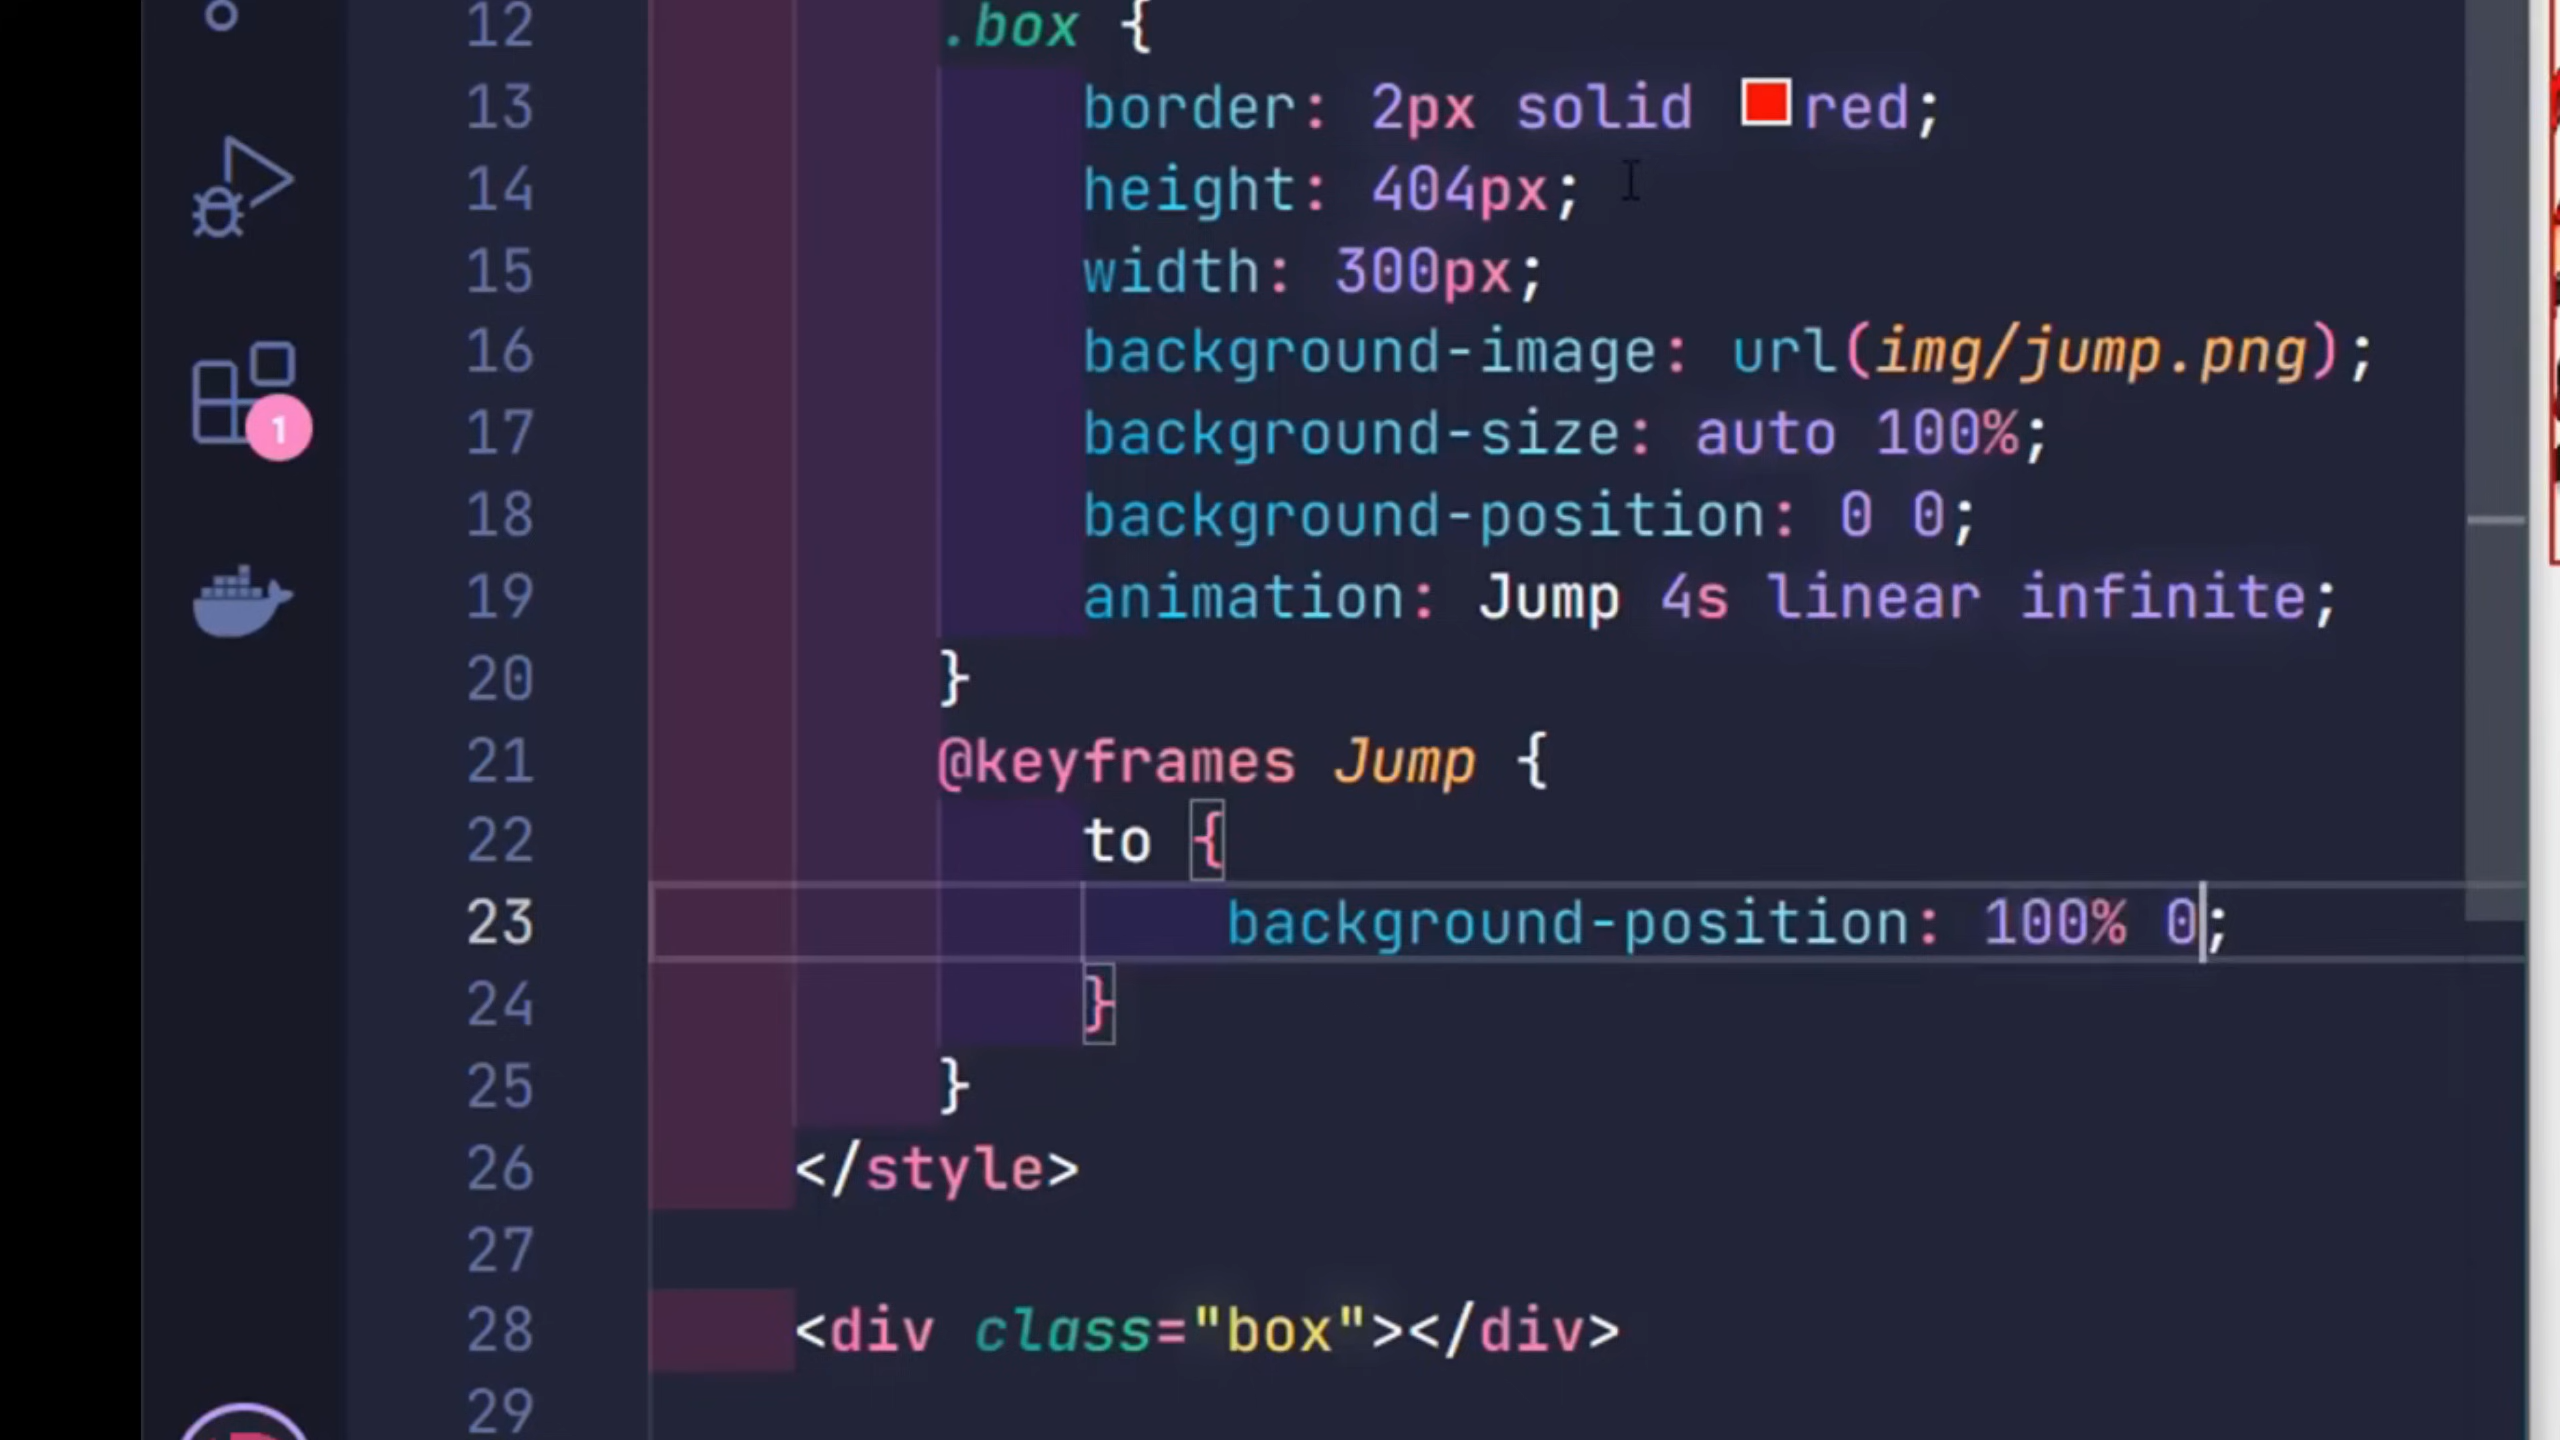 12 .box {
13 border: 2px solid red;
14 height: 404px;
15 width: 300px;
16 background-image: url(img/jump.png);
17 background-size: auto 100%;
18 background-position: 0 0;
19 animation: Jump 4s linear infinite;
20 }
21 @keyframes Jump {
22 to {
23 background-position: 100% 0;
24 }
25 }
26 </style>
27
28 <div class="box"></div>
29
1